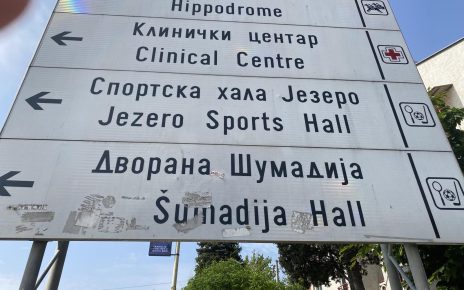 Hippodrome
Клинички центар
Clinical Centre
Спортска хала Језеро
Jezero Sports Hall
Дворана Шумадија
Šumadija Hall